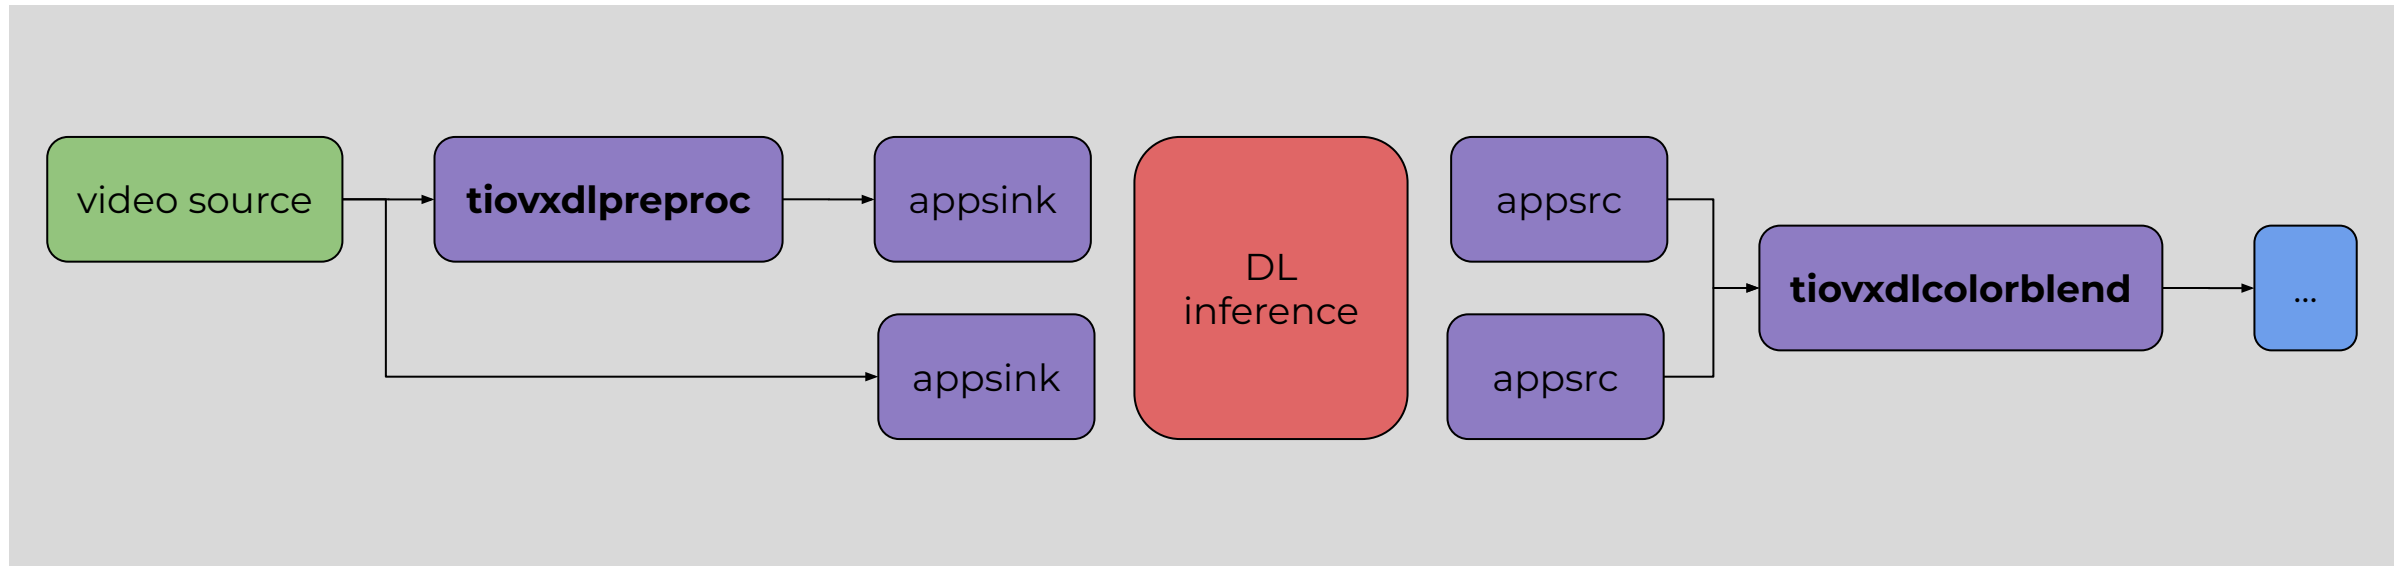 video source
tiovxdlpreproc
appsink
appsink
DL
inference
appsrc
appsrc
tiovxdlcolorblend
...